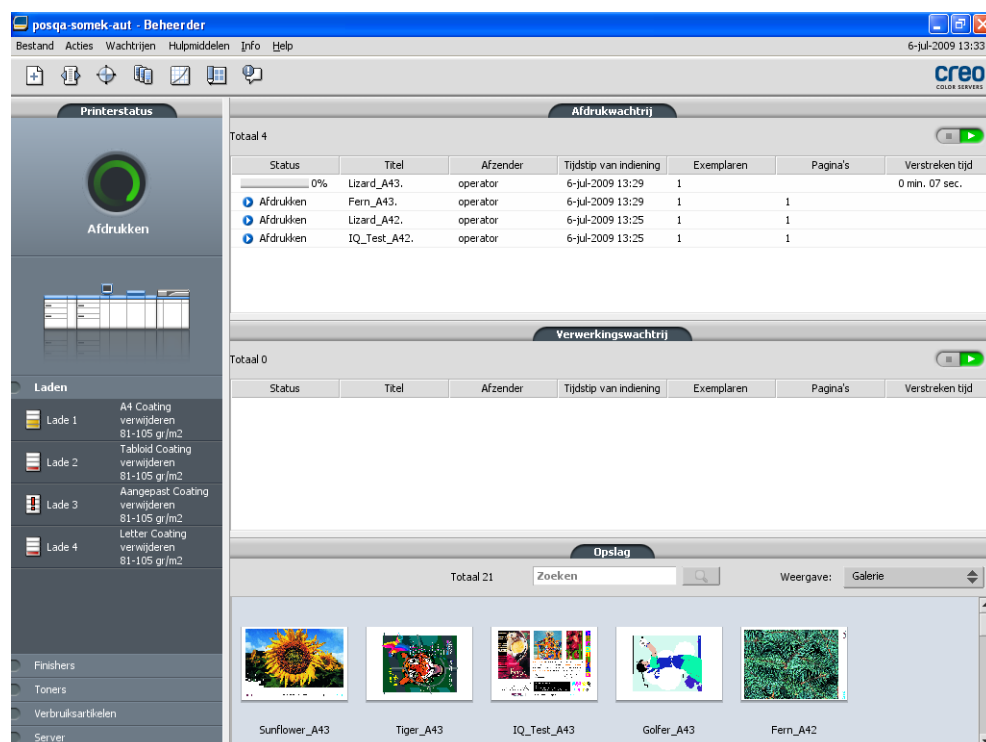 posqa-somek-aut - Beheerder
Bestand Acties Wachtrijen Hulpmiddelen Info Help 6-jul-2009 13:33
creo
COLOR SERVERS
Printerstatus
Afdrukken
Laden
Lade 1 A4 Coating verwijderen 81-105 gr/m2
Lade 2 Tabloid Coating verwijderen 81-105 gr/m2
Lade 3 Aangepast Coating verwijderen 81-105 gr/m2
Lade 4 Letter Coating verwijderen 81-105 gr/m2
Finishers
Toners
Verbruiksartikelen
Server
Afdrukwachtrij
Totaal 4
Status Titel Afzender Tijdstip van indiening Exemplaren Pagina's Verstreken tijd
0% Lizard_A43. operator 6-jul-2009 13:29 1 0 min. 07 sec.
Afdrukken Fern_A43. operator 6-jul-2009 13:29 1 1
Afdrukken Lizard_A42. operator 6-jul-2009 13:25 1 1
Afdrukken IQ_Test_A42. operator 6-jul-2009 13:25 1 1
Verwerkingswachtrij
Totaal 0
Status Titel Afzender Tijdstip van indiening Exemplaren Pagina's Verstreken tijd
Opslag
Totaal 21 Zoeken Weergave: Galerie
Sunflower_A43 Tiger_A43 IQ_Test_A43 Golfer_A43 Fern_A42